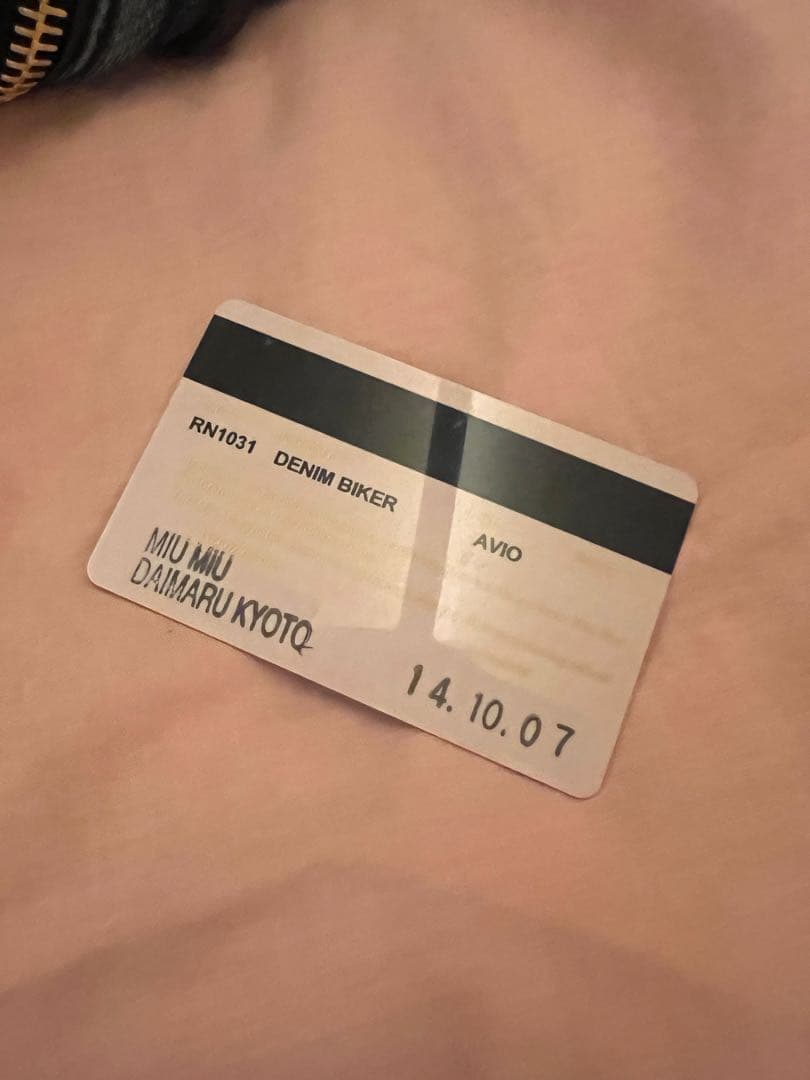 RN1031 DENIM BIKER AVIO
MIU MIU
DAIMARU KYOTO
14.10.07